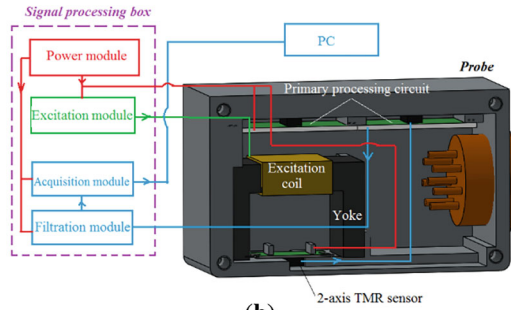 Signal processing box
Power module
Excitation module
Acquisition module
Filtration module
PC
Probe
Primary processing circuit
Excitation
coil
Yoke
2-axis TMR sensor
(b)